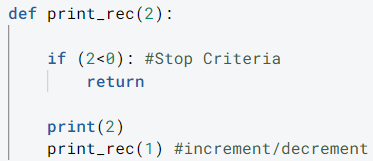 def print_rec(2):
if (2<0): #Stop Criteria
return
print(2)
print_rec(1) #increment/decrement